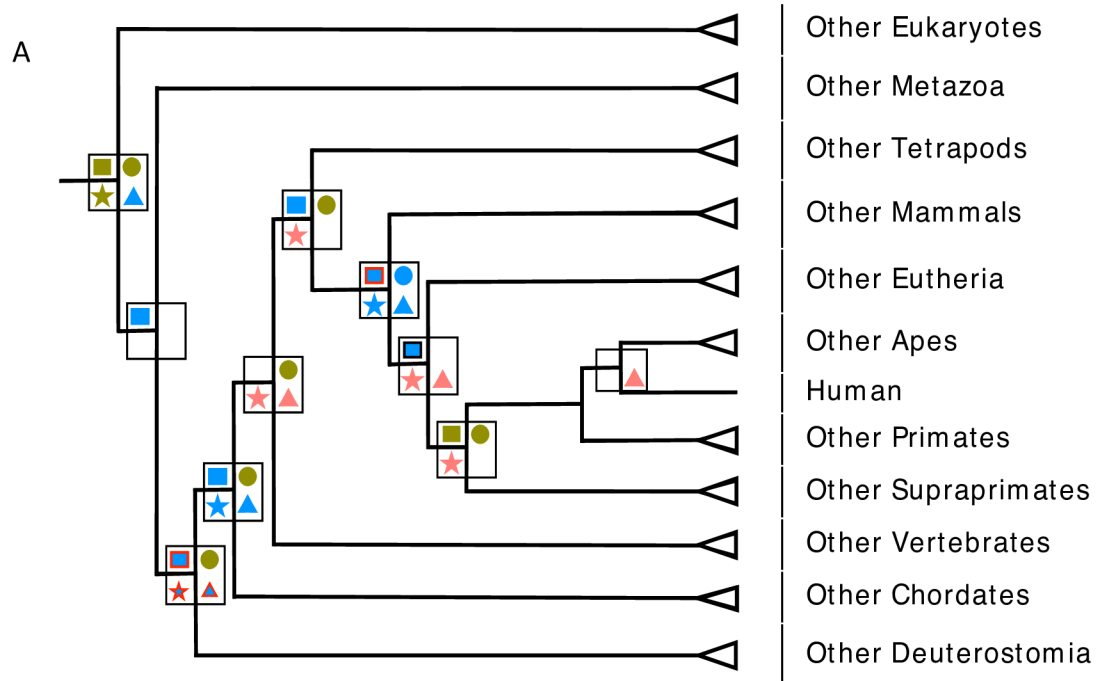 A
Other Eukaryotes
Other Metazoa
Other Tetrapods
Other Mammals
Other Eutheria
Other Apes
Human
Other Primates
Other Supraprimates
Other Vertebrates
Other Chordates
Other Deuterostomia